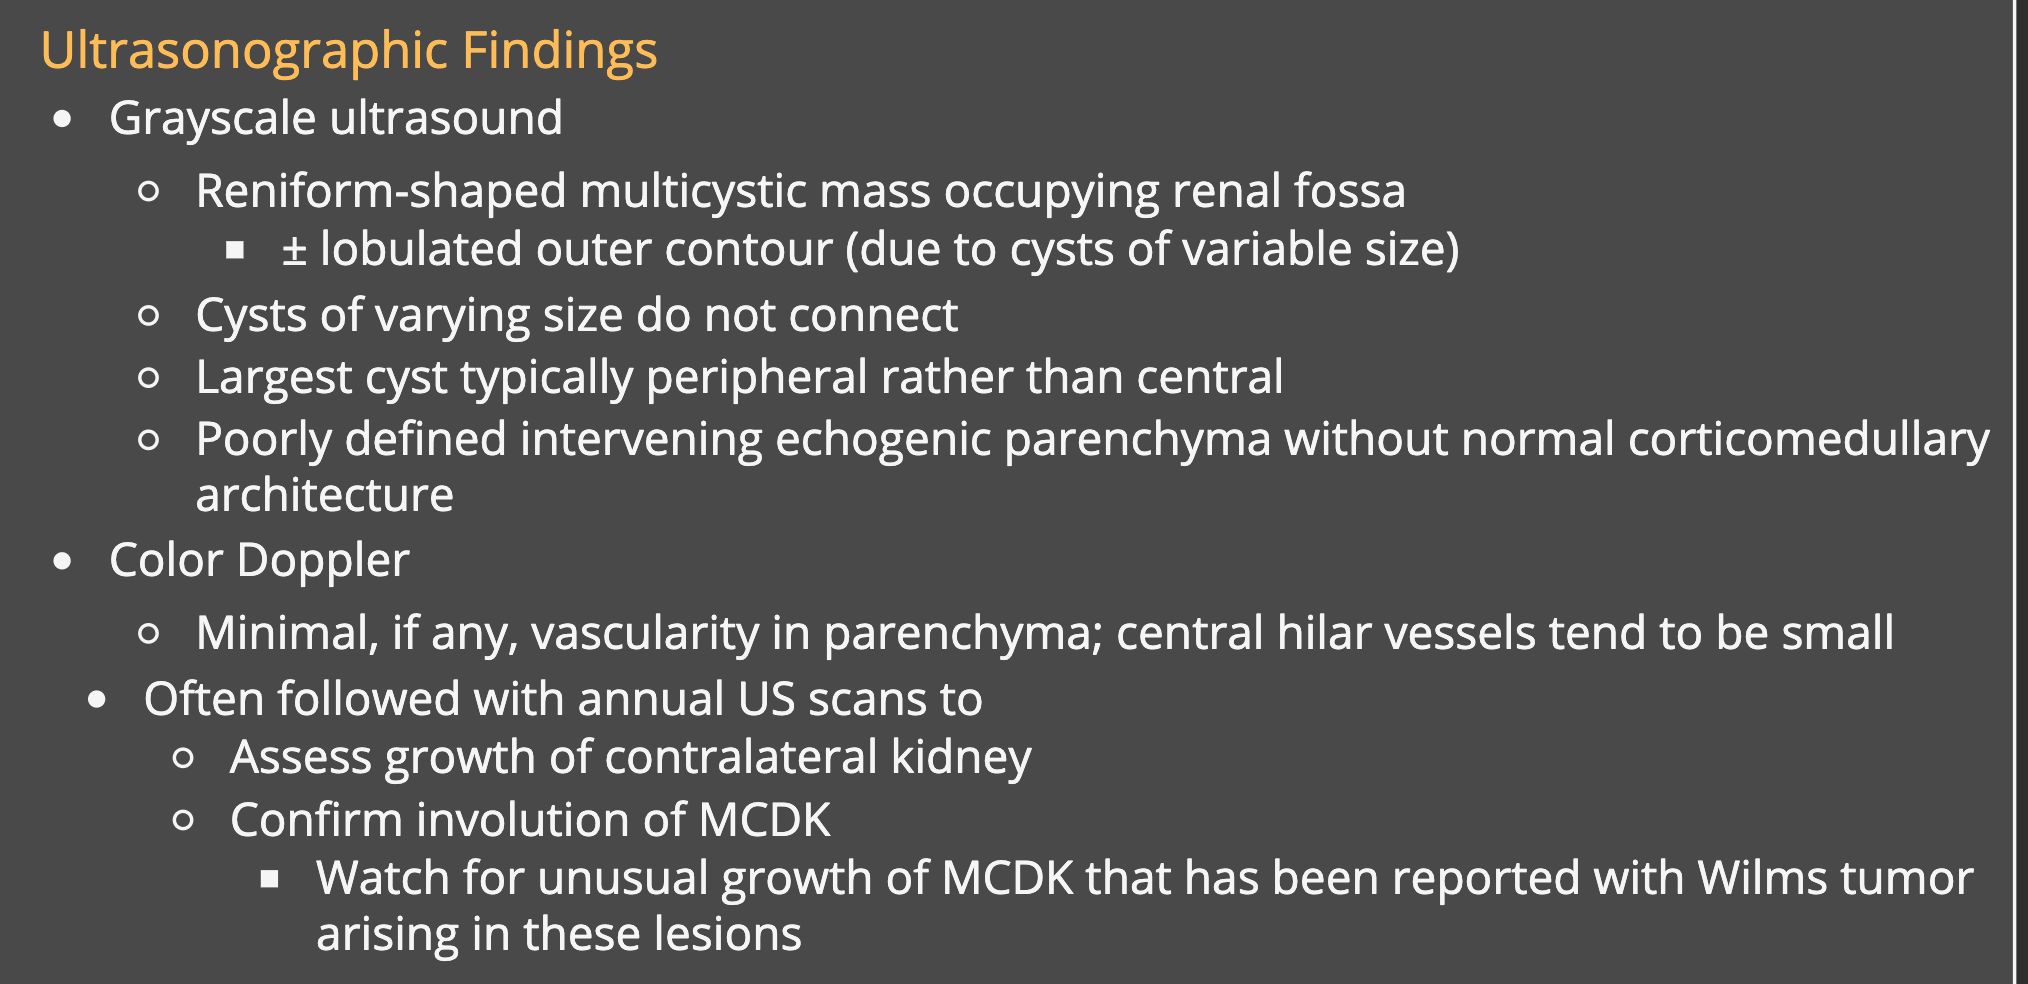 Ultrasonographic Findings
• Grayscale ultrasound
○ Reniform-shaped multicystic mass occupying renal fossa
▪ ± lobulated outer contour (due to cysts of variable size)
○ Cysts of varying size do not connect
○ Largest cyst typically peripheral rather than central
○ Poorly defined intervening echogenic parenchyma without normal corticomedullary
architecture
• Color Doppler
○ Minimal, if any, vascularity in parenchyma; central hilar vessels tend to be small
• Often followed with annual US scans to
○ Assess growth of contralateral kidney
○ Confirm involution of MCDK
▪ Watch for unusual growth of MCDK that has been reported with Wilms tumor
arising in these lesions